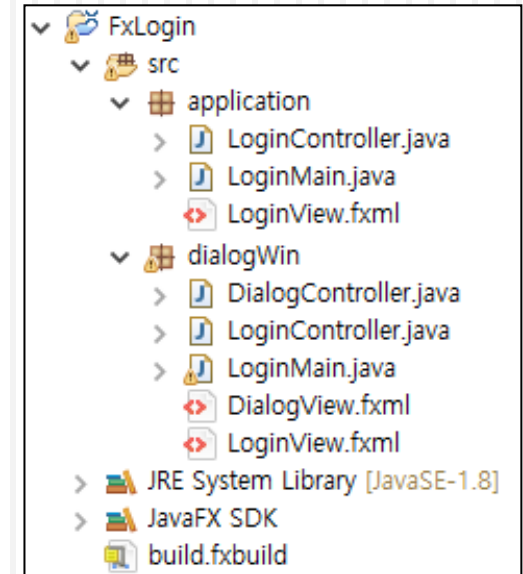 FxLogin
src
application
LoginController.java
LoginMain.java
LoginView.fxml
dialogWin
DialogController.java
LoginController.java
LoginMain.java
DialogView.fxml
LoginView.fxml
JRE System Library [JavaSE-1.8]
JavaFX SDK
build.fxbuild